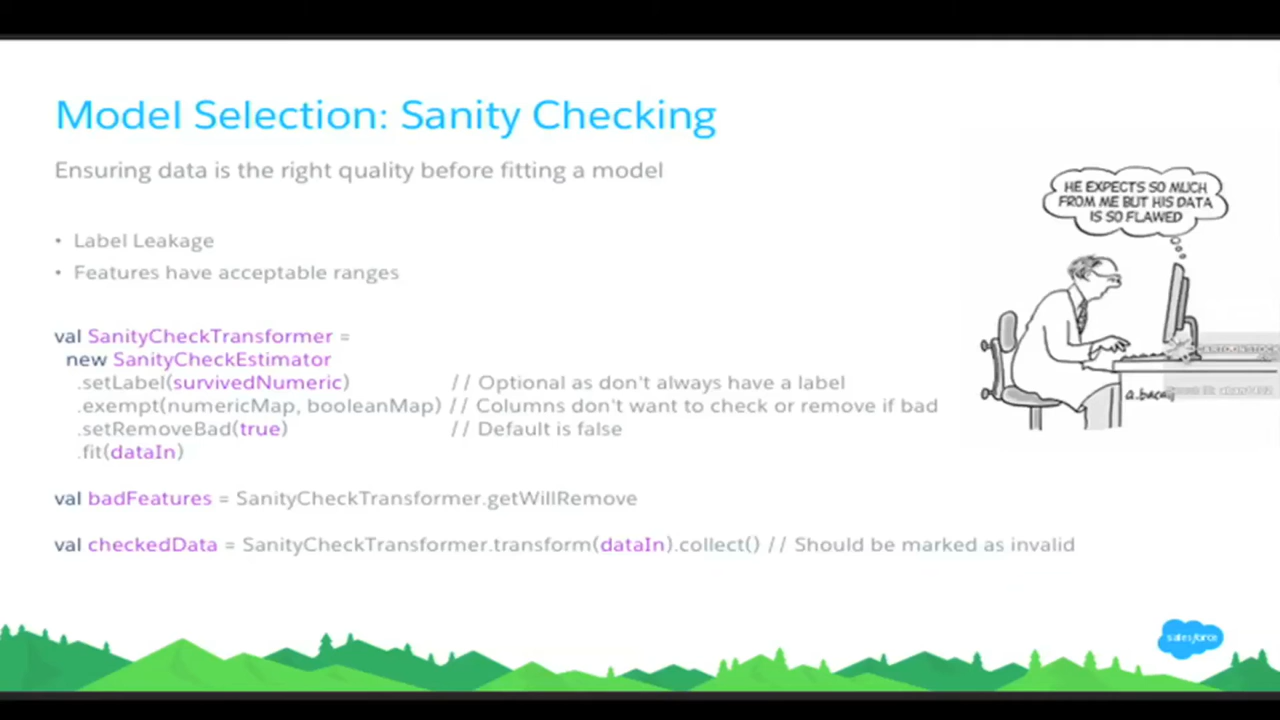 Model Selection: Sanity Checking
Ensuring data is the right quality before fitting a model
• Label Leakage
• Features have acceptable ranges
val SanityCheckTransformer =
new SanityCheckEstimator
.setLabel(survivedNumeric) // Optional as don't always have a label
.exempt(numericMap, booleanMap) // Columns don't want to check or remove if bad
.setRemoveBad(true) // Default is false
.fit(dataIn)
val badFeatures = SanityCheckTransformer.getWillRemove
val checkedData = SanityCheckTransformer.transform(dataIn).collect() // Should be marked as invalid
HE EXPECTS SO MUCH
FROM ME BUT HIS DATA
IS SO FLAWED
CARTOONSTOCK
salesforce